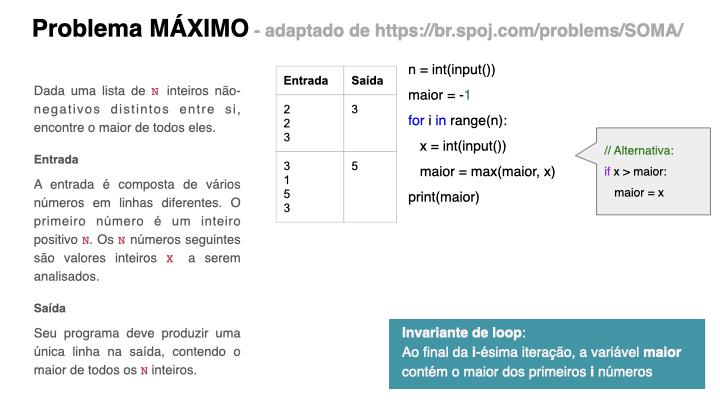 Problema MÁXIMO - adaptado de https://br.spoj.com/problems/SOMA/
Dada uma lista de N inteiros não-
negativos distintos entre si,
encontre o maior de todos eles.
Entrada
A entrada é composta de vários
números em linhas diferentes. O
primeiro número é um inteiro
positivo N. Os N números seguintes
são valores inteiros X a serem
analisados.
Saída
Seu programa deve produzir uma
única linha na saída, contendo o
maior de todos os N inteiros.
Entrada Saída
2 3
2
3
3 5
1
5
3
n = int(input())
maior = -1
for i in range(n):
x = int(input())
maior = max(maior, x)
print(maior)
// Alternativa:
if x > maior:
maior = x
Invariante de loop:
Ao final da i-ésima iteração, a variável maior
contém o maior dos primeiros i números